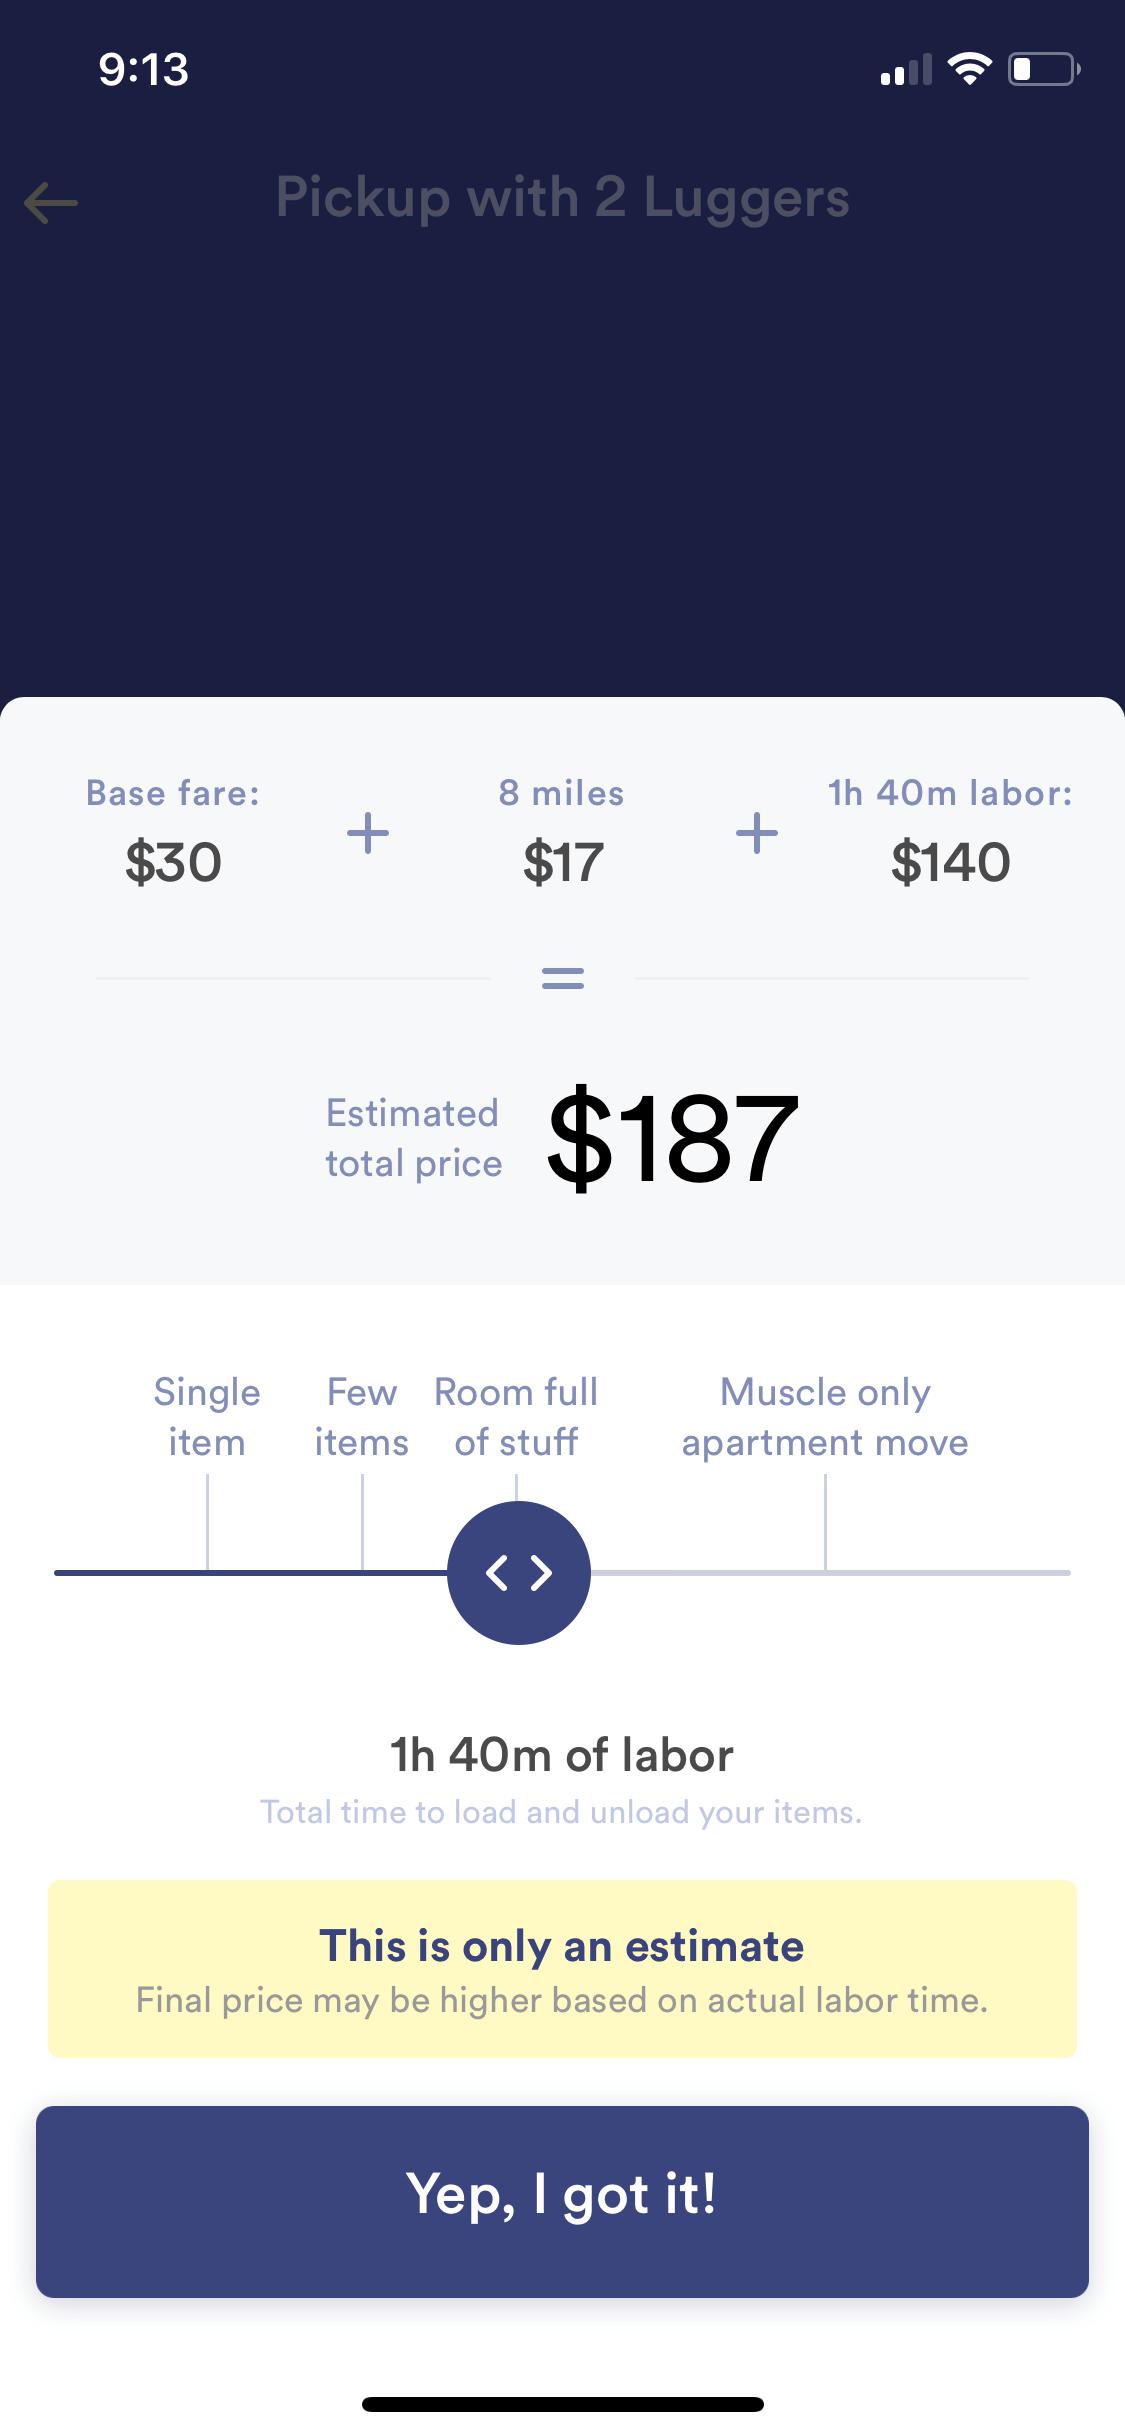 9:13
Pickup with 2 Luggers
Base fare:
$30
+
8 miles
$17
+
1h 40m labor:
$140
=
Estimated
total price
$187
Single
item
Few
items
Room full
of stuff
Muscle only
apartment move
1h 40m of labor
Total time to load and unload your items.
This is only an estimate
Final price may be higher based on actual labor time.
Yep, I got it!